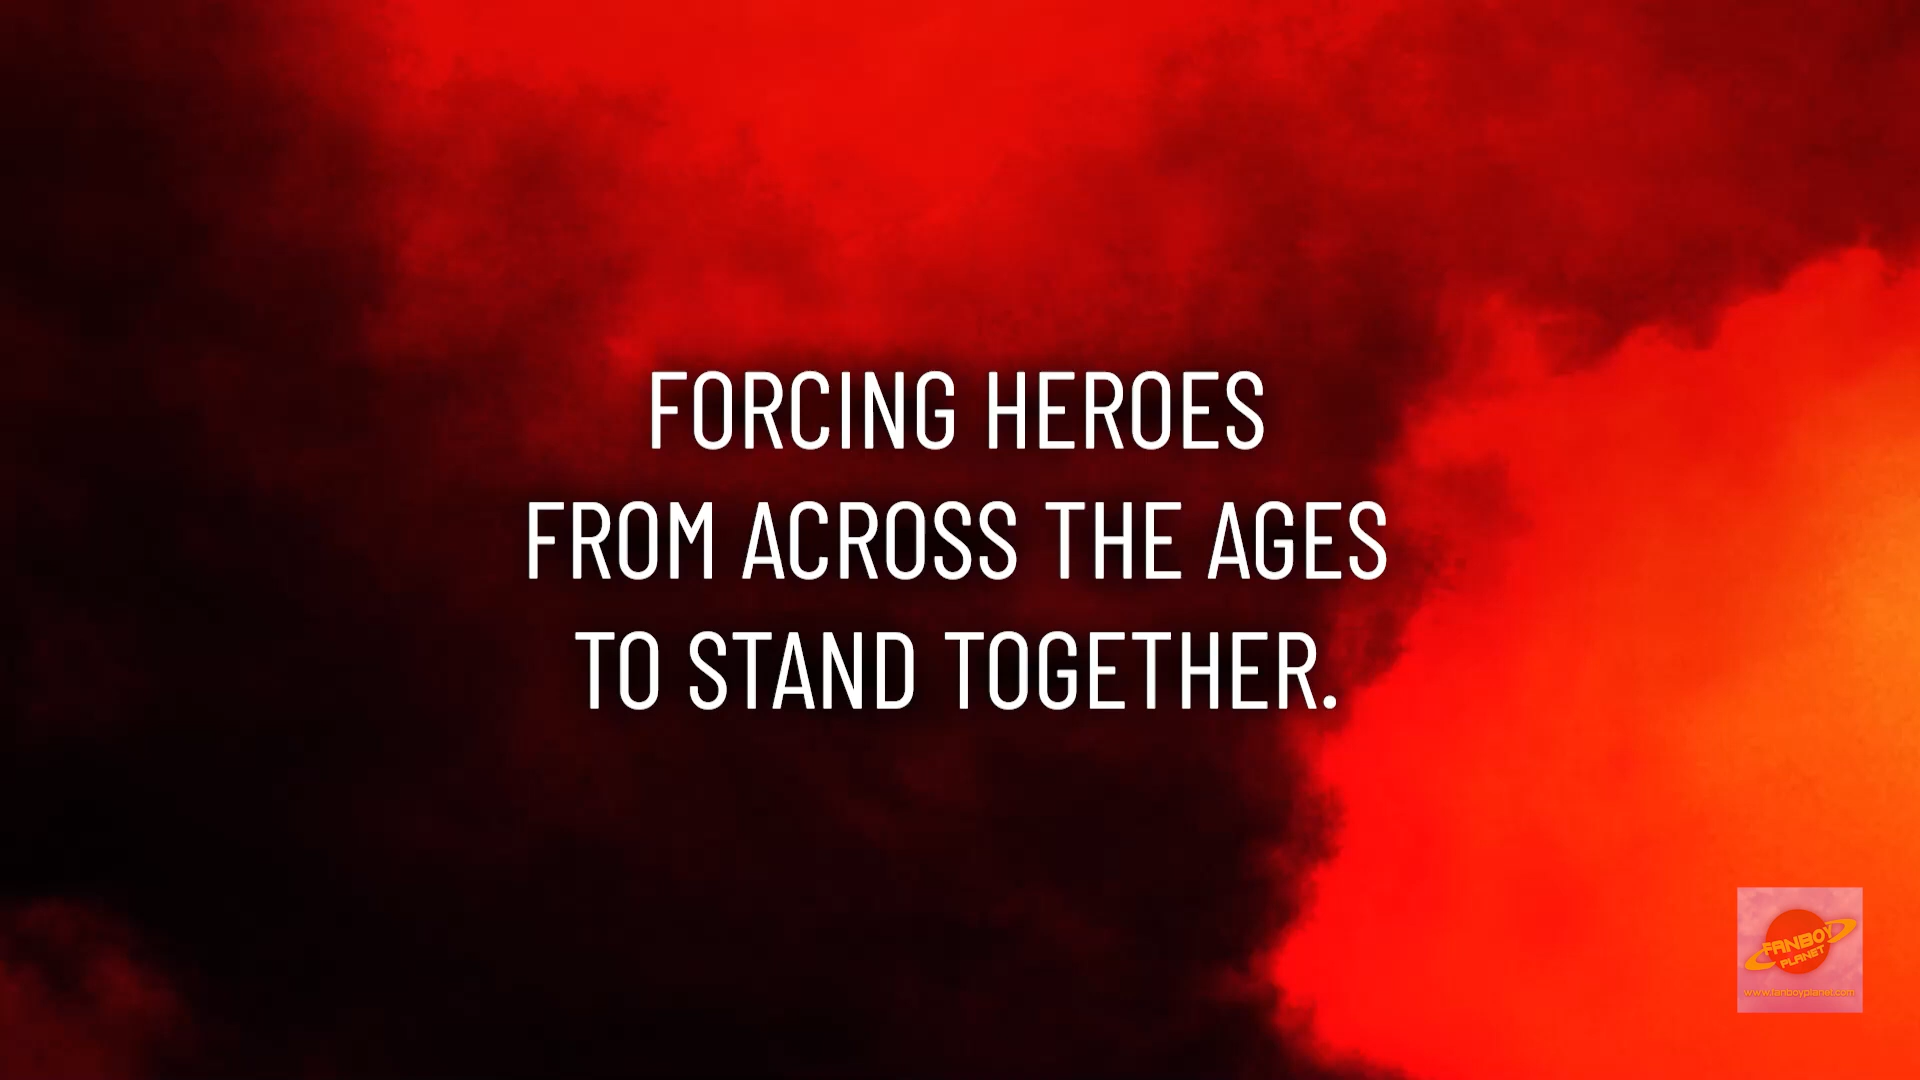 FORCING HEROES
FROM ACROSS THE AGES
TO STAND TOGETHER.
FANBOY
PLANET
www.fanboyplanet.com